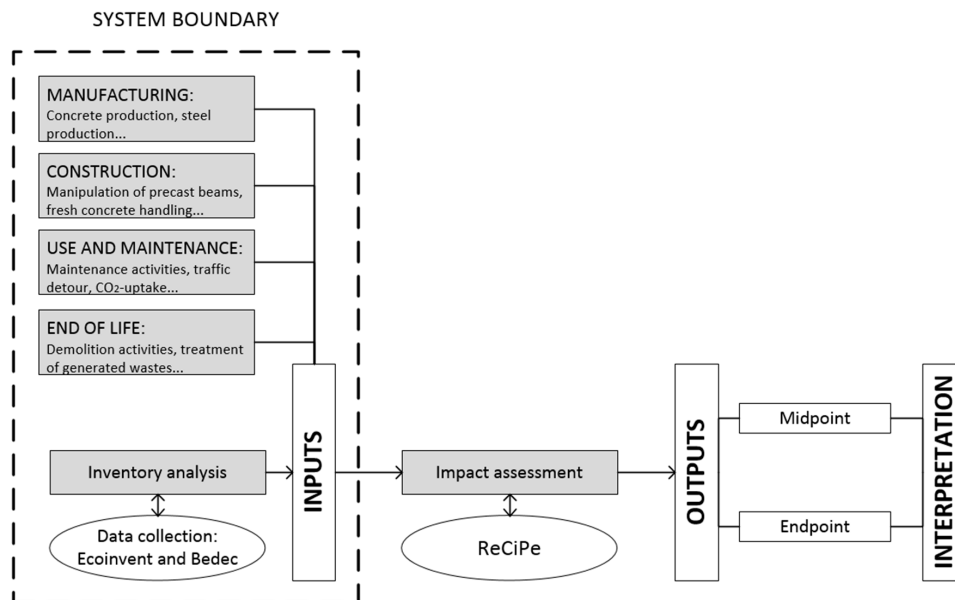 SYSTEM BOUNDARY
MANUFACTURING:
Concrete production, steel
production...
CONSTRUCTION:
Manipulation of precast beams,
fresh concrete handling...
USE AND MAINTENANCE:
Maintenance activities, traffic
detour, CO₂-uptake...
END OF LIFE:
Demolition activities, treatment
of generated wastes...
Inventory analysis
Data collection:
Ecoinvent and Bedec
INPUTS
Impact assessment
ReCiPe
OUTPUTS
Midpoint
Endpoint
INTERPRETATION